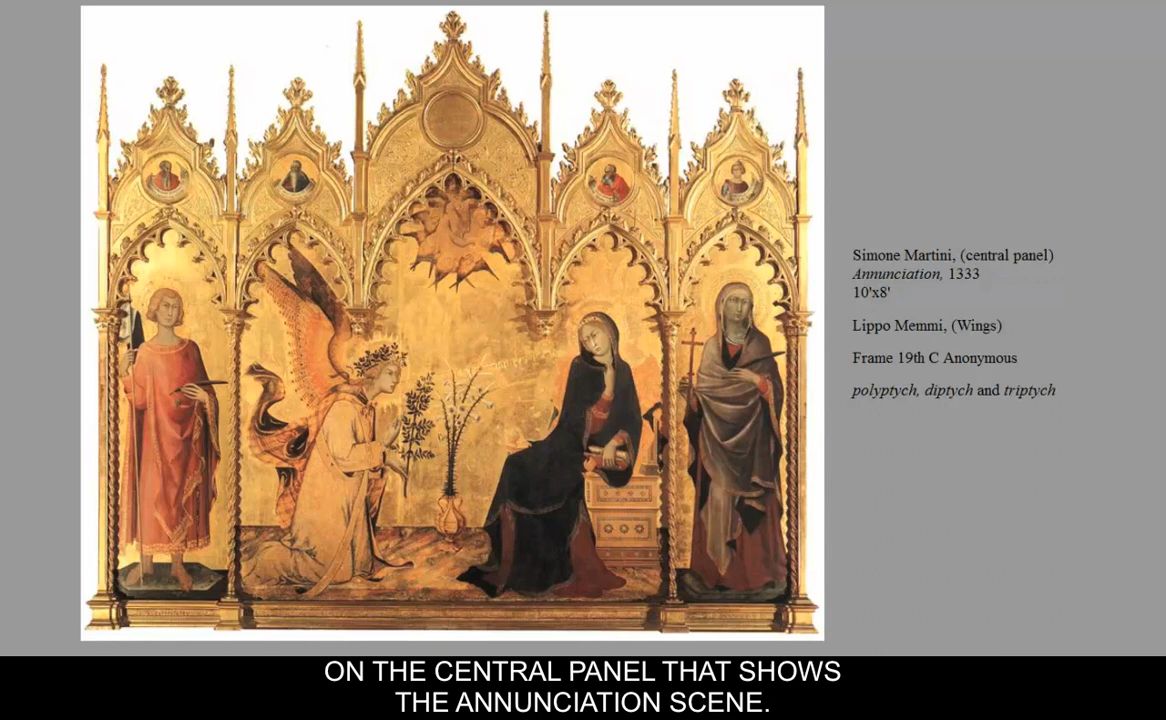 Simone Martini, (central panel)
Annunciation, 1333
10'x8'
Lippo Memmi, (Wings)
Frame 19th C Anonymous
polyptych, diptych and triptych
ON THE CENTRAL PANEL THAT SHOWS
THE ANNUNCIATION SCENE.